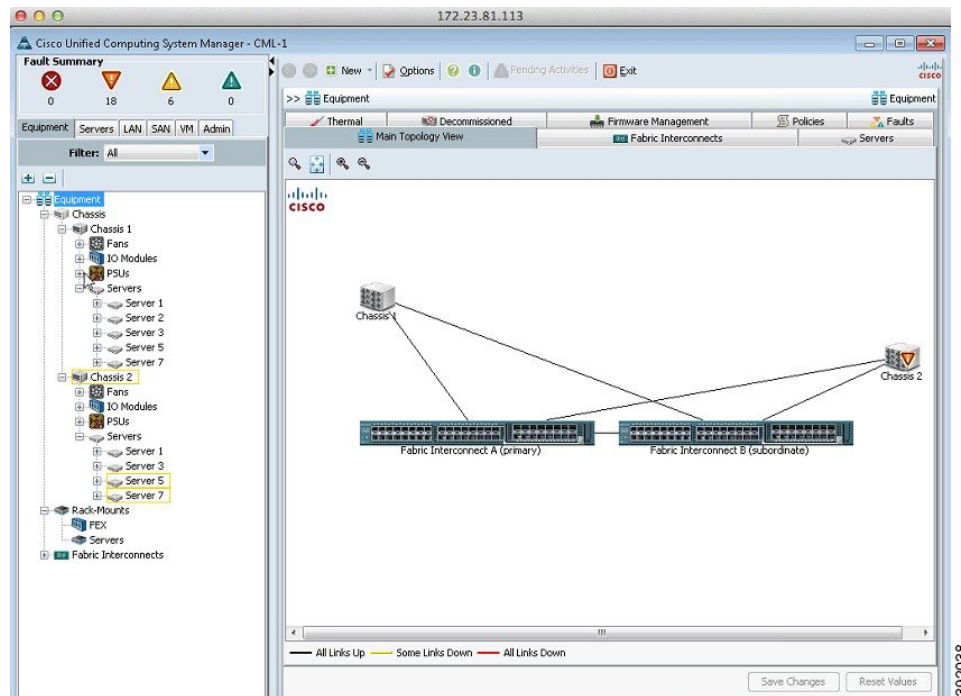 172.23.81.113
Cisco Unified Computing System Manager - CML-1
Fault Summary
0 18 6 0
Equipment Servers LAN SAN VM Admin
Filter: All
Equipment
Chassis
Chassis 1
Fans
IO Modules
PSUs
Servers
Server 1
Server 2
Server 3
Server 5
Server 7
Chassis 2
Fans
IO Modules
PSUs
Servers
Server 1
Server 3
Server 5
Server 7
Rack-Mounts
FEX
Servers
Fabric Interconnects
New Options Pending Activities Exit
CISCO
>> Equipment Equipment
Thermal Decommissioned Firmware Management Policies Faults
Main Topology View Fabric Interconnects Servers
CISCO
Chassis 1
Chassis 2
Fabric Interconnect A (primary) Fabric Interconnect B (subordinate)
All Links Up Some Links Down All Links Down
Save Changes Reset Values